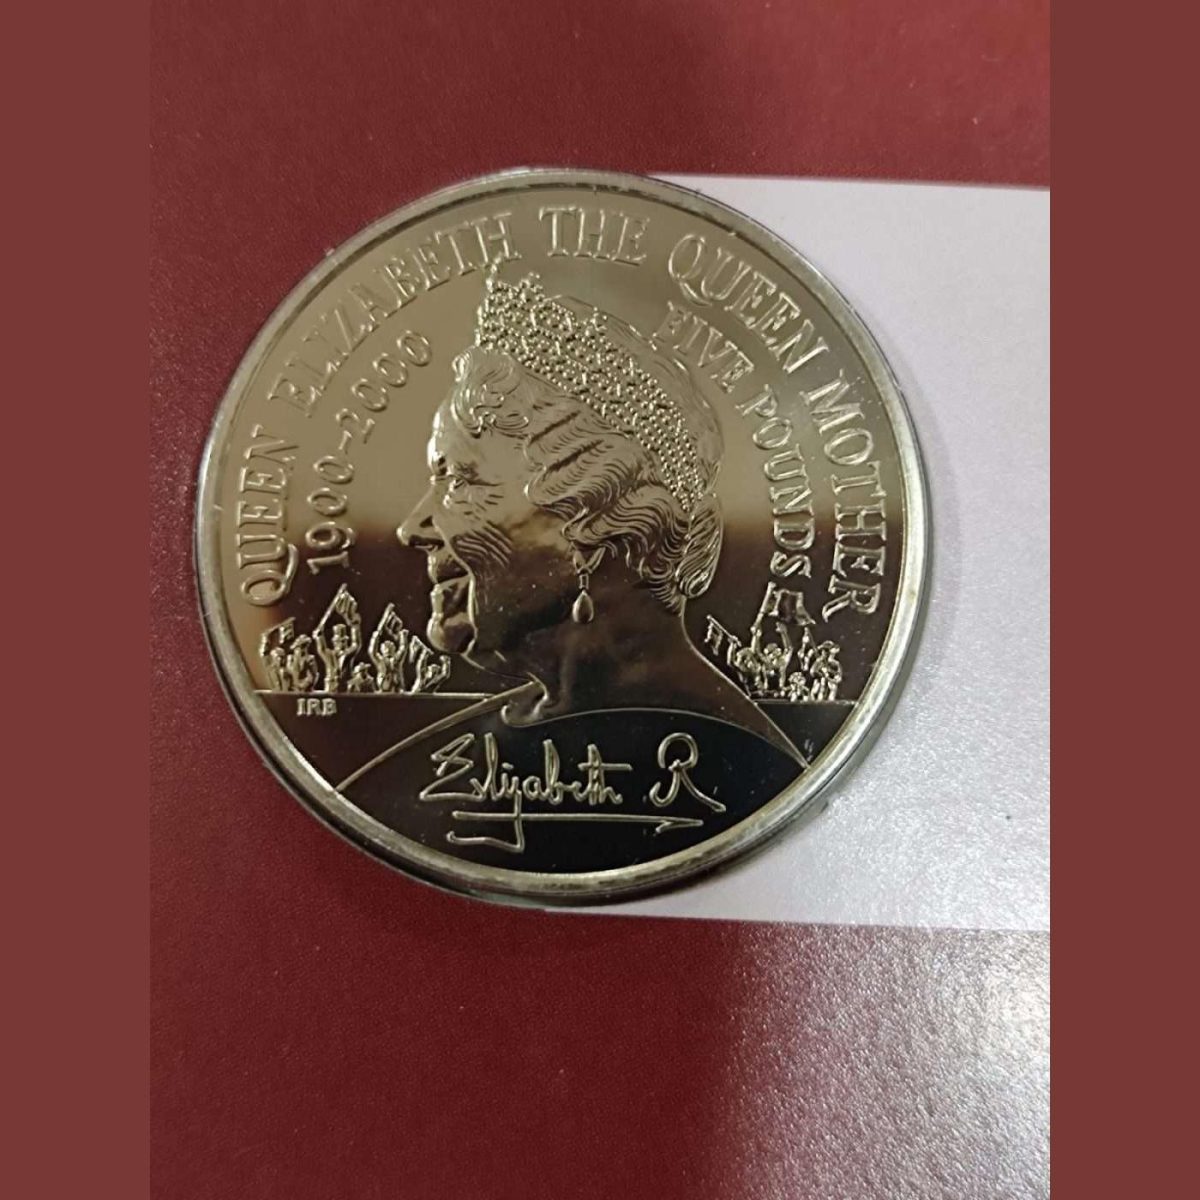 QUEEN ELIZABETH THE QUEEN MOTHER
1900-2000
FIVE POUNDS
IRB
Elizabeth R